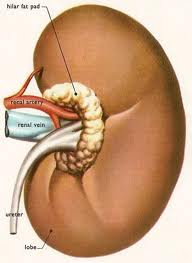 hilar fat pad
renal artery
renal vein
ureter
lobe